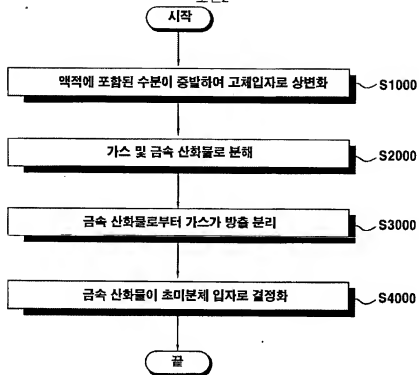 도면2
시작
액적에 포함된 수분이 증발하여 고체입자로 상변화
S1000
가스 및 금속 산화물로 분해
S2000
금속 산화물로부터 가스가 방출 분리
S3000
금속 산화물이 초미분체 입자로 결정화
S4000
끝